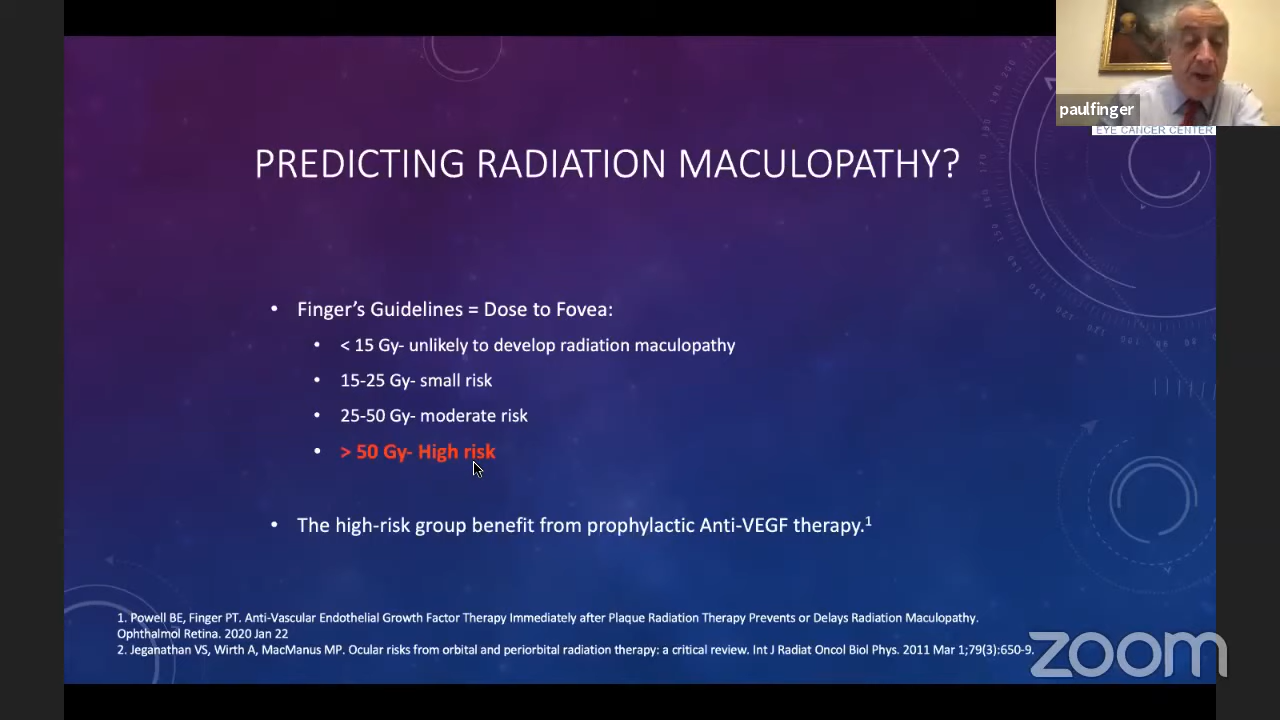 paulfinger
EYE CANCER CENTER
PREDICTING RADIATION MACULOPATHY?
• Finger’s Guidelines = Dose to Fovea:
• < 15 Gy- unlikely to develop radiation maculopathy
• 15-25 Gy- small risk
• 25-50 Gy- moderate risk
• > 50 Gy- High risk
• The high-risk group benefit from prophylactic Anti-VEGF therapy.1
1. Powell BE, Finger PT. Anti-Vascular Endothelial Growth Factor Therapy Immediately after Plaque Radiation Therapy Prevents or Delays Radiation Maculopathy.
Ophthalmol Retina. 2020 Jan 22
2. Jeganathan VS, Wirth A, MacManus MP. Ocular risks from orbital and periorbital radiation therapy: a critical review. Int J Radiat Oncol Biol Phys. 2011 Mar 1;79(3):650-9.
zoom